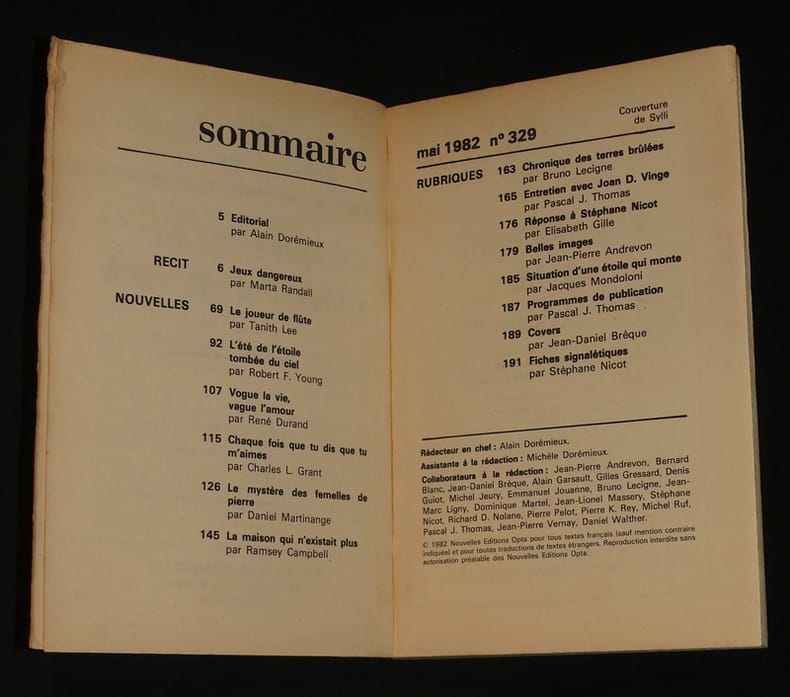 sommaire
5 Editorial
par Alain Dorémieux
RECIT
6 Jeux dangereux
par Marta Randall
NOUVELLES
69 Le joueur de flûte
par Tanith Lee
92 L'été de l'étoile
tombée du ciel
par Robert F. Young
107 Vogue la vie,
vague l'amour
par René Durand
115 Chaque fois que tu dis que tu
m'aimes
par Charles L. Grant
126 Le mystère des femelles de
pierre
par Daniel Martinange
145 La maison qui n'existait plus
par Ramsey Campbell
Couverture
de Sylli
mai 1982 nº 329
RUBRIQUES
163 Chronique des terres brûlées
par Bruno Lecigne
165 Entretien avec Joan D. Vinge
par Pascal J. Thomas
176 Réponse à Stéphane Nicot
par Elisabeth Gille
179 Belles images
par Jean-Pierre Andrevon
185 Situation d'une étoile qui monte
par Jacques Mondoloni
187 Programmes de publication
par Pascal J. Thomas
189 Covers
par Jean-Daniel Brèque
191 Fiches signalétiques
par Stéphane Nicot
Rédacteur en chef : Alain Dorémieux.
Assistante à la rédaction : Michèle Dorémieux.
Collaborateurs à la rédaction : Jean-Pierre Andrevon, Bernard
Blanc, Jean-Daniel Brèque, Alain Garsault, Gilles Gressard, Denis
Guiot, Michel Jeury, Emmanuel Jouanne, Bruno Lecigne, Jean-
Marc Ligny, Dominique Martel, Jean-Lionel Massory, Stéphane
Nicot, Richard D. Nolane, Pierre Pelot, Pierre K. Rey, Michel Ruf,
Pascal J. Thomas, Jean-Pierre Vernay, Daniel Walther.
© 1982 Nouvelles Editions Opta pour tous textes français (sauf mention contraire
indiquée) et pour toutes traductions de textes étrangers. Reproduction interdite sans
autorisation préalable des Nouvelles Editions Opta.